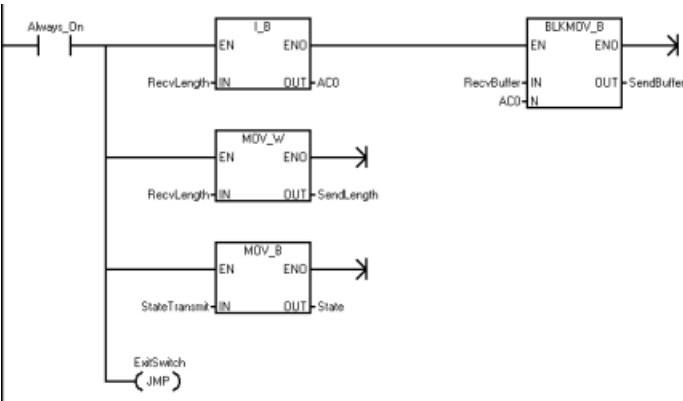 Always_On
I_B
EN ENO
RecvLength IN OUT AC0
BLKMOV_B
EN ENO
RecvBuffer IN OUT SendBuffer
AC0 N
MOV_W
EN ENO
RecvLength IN OUT SendLength
MOV_B
EN ENO
StateTransmit IN OUT State
ExitSwitch
JMP